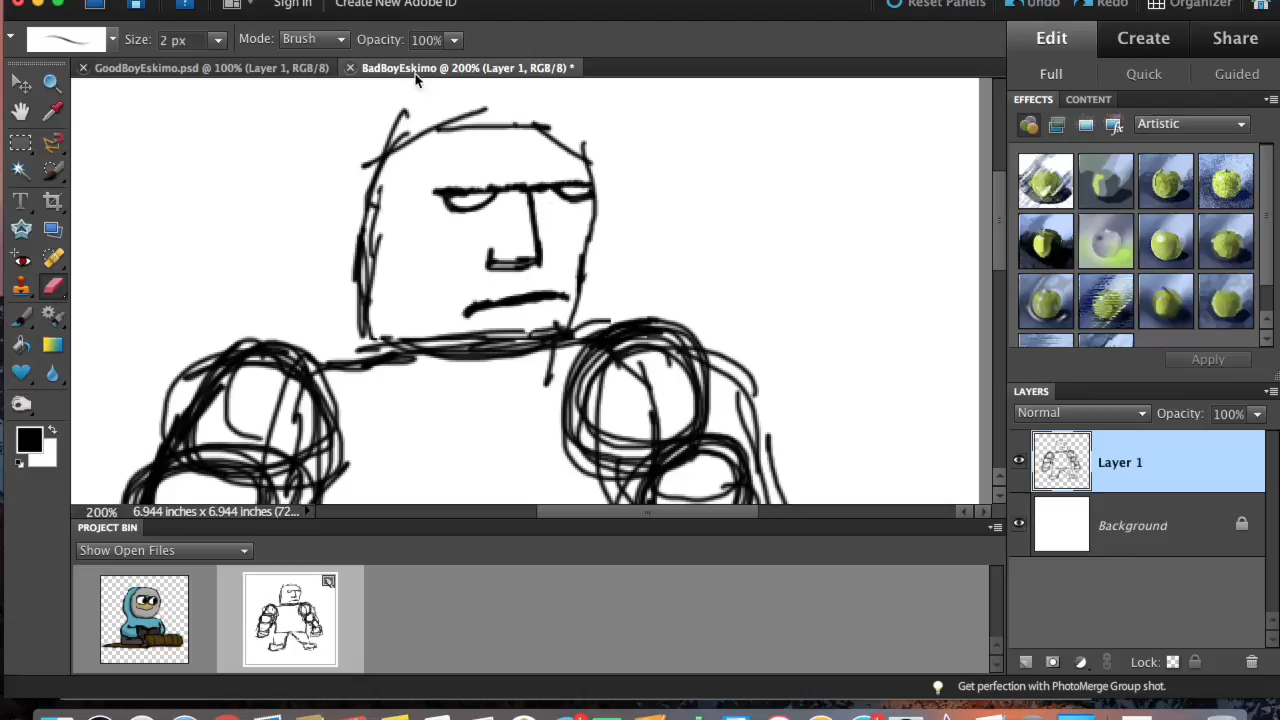 Sign In Create New Adobe ID Reset Panels Undo Redo Organizer
Size: 2 px Mode: Brush Opacity: 100%
Edit Create Share
GoodBoyEskimo.psd @ 100% (Layer 1, RGB/8) BadBoyEskimo @ 200% (Layer 1, RGB/8) *
Full Quick Guided
EFFECTS CONTENT
Artistic
Apply
LAYERS
Normal Opacity: 100%
Layer 1
Background
200% 6.944 inches x 6.944 inches (72...
PROJECT BIN
Show Open Files
Lock:
Get perfection with PhotoMerge Group shot.